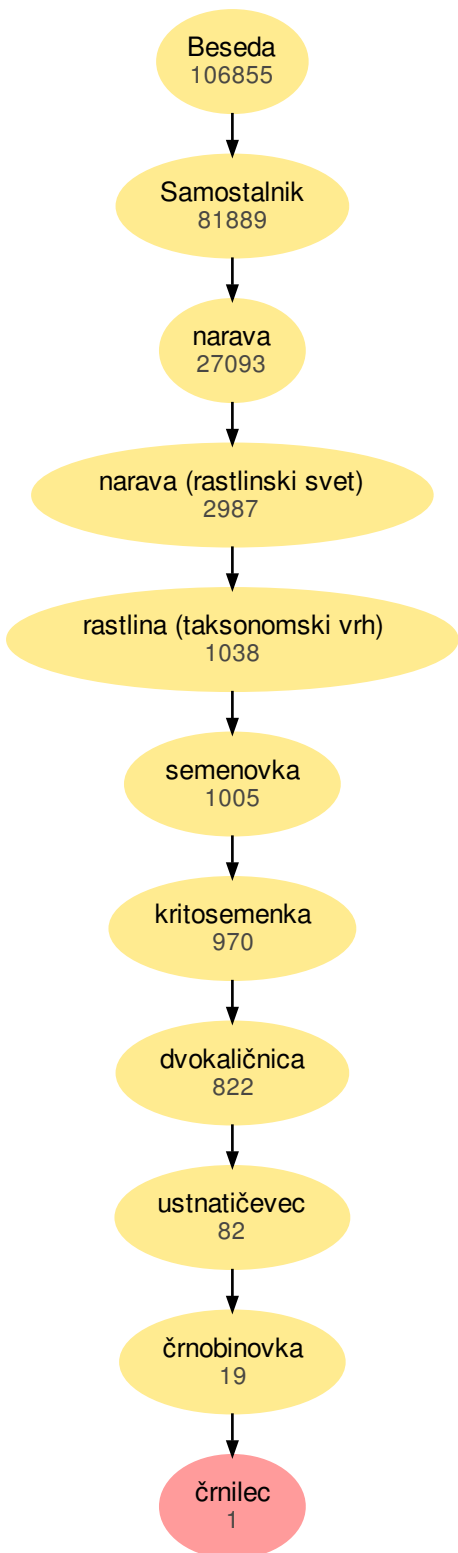 Beseda
106855
Samostalnik
81889
narava
27093
narava (rastlinski svet)
2987
rastlina (taksonomski vrh)
1038
semenovka
1005
kritosemenka
970
dvokaličnica
822
ustnatičevec
82
črnobinovka
19
črnilec
1